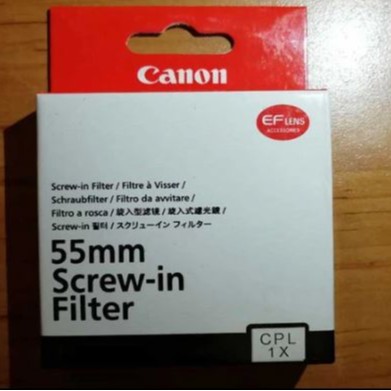 Canon
EF LENS
ACCESSORIES
Screw-in Filter / Filtre à Visser /
Schraubfilter / Filtro da avvitare /
Filtro a rosca / 旋入型滤镜 / 旋入式濾光鏡 /
Screw-in 필터 / スクリューイン フィルター
55mm
Screw-in
Filter
CPL
1X